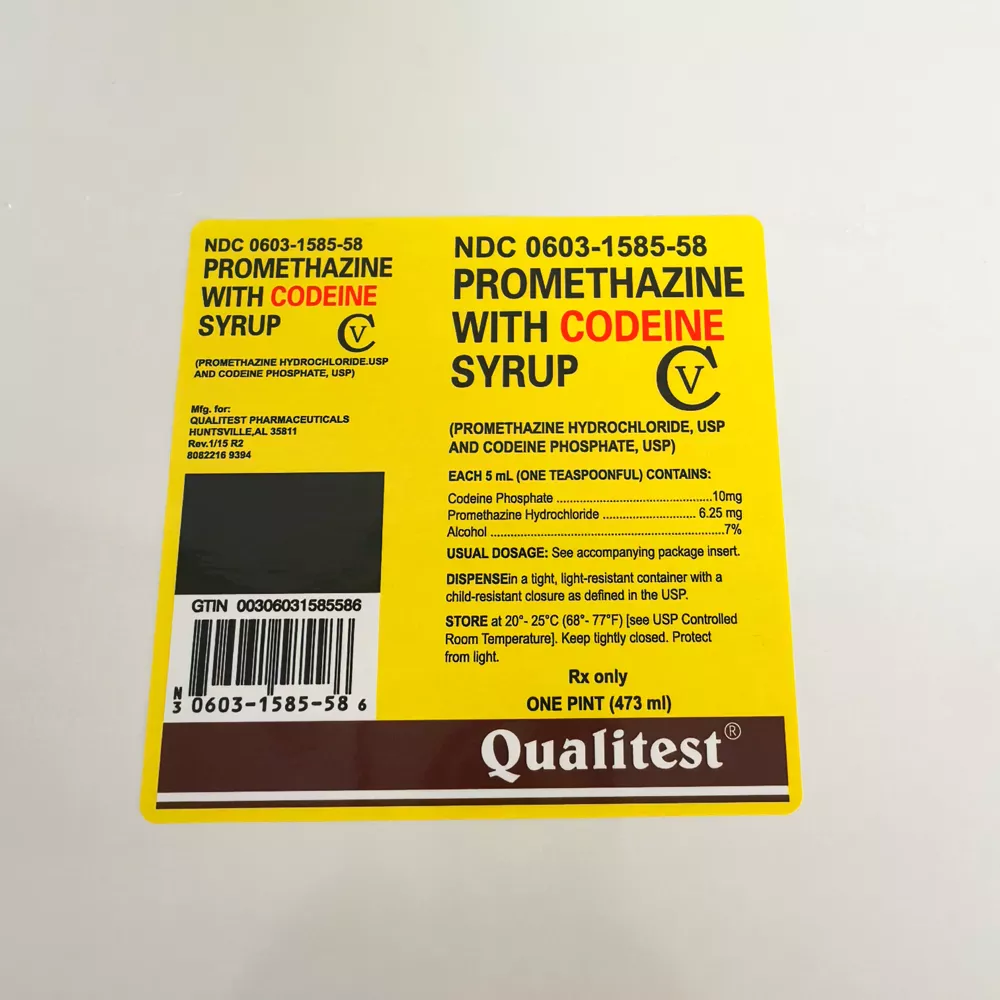 NDC 0603-1585-58
PROMETHAZINE
WITH CODEINE
SYRUP CV
(PROMETHAZINE HYDROCHLORIDE.USP
AND CODEINE PHOSPHATE, USP)
Mfg. for:
QUALITEST PHARMACEUTICALS
HUNTSVILLE,AL 35811
Rev.1/15 R2
8082216 9394
GTIN 00306031585586
N
3 0603-1585-58 6
NDC 0603-1585-58
PROMETHAZINE
WITH CODEINE
SYRUP CV
(PROMETHAZINE HYDROCHLORIDE, USP
AND CODEINE PHOSPHATE, USP)
EACH 5 mL (ONE TEASPOONFUL) CONTAINS:
Codeine Phosphate ..........................................10mg
Promethazine Hydrochloride ......................... 6.25 mg
Alcohol ...............................................................7%
USUAL DOSAGE: See accompanying package insert.
DISPENSEin a tight, light-resistant container with a
child-resistant closure as defined in the USP.
STORE at 20°- 25°C (68°- 77°F) [see USP Controlled
Room Temperature]. Keep tightly closed. Protect
from light.
Rx only
ONE PINT (473 ml)
Qualitest®